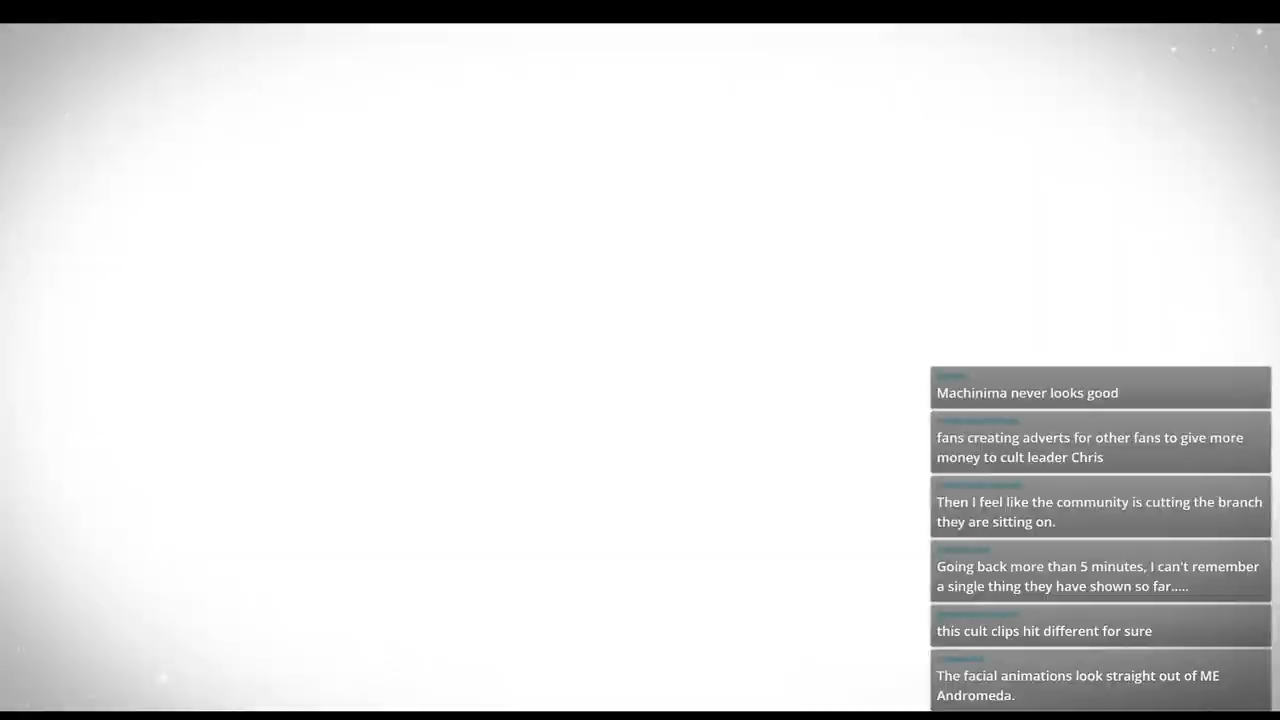 Machinima never looks good
fans creating adverts for other fans to give more
money to cult leader Chris
Then I feel like the community is cutting the branch
they are sitting on.
Going back more than 5 minutes, I can't remember
a single thing they have shown so far.....
this cult clips hit different for sure
The facial animations look straight out of ME
Andromeda.